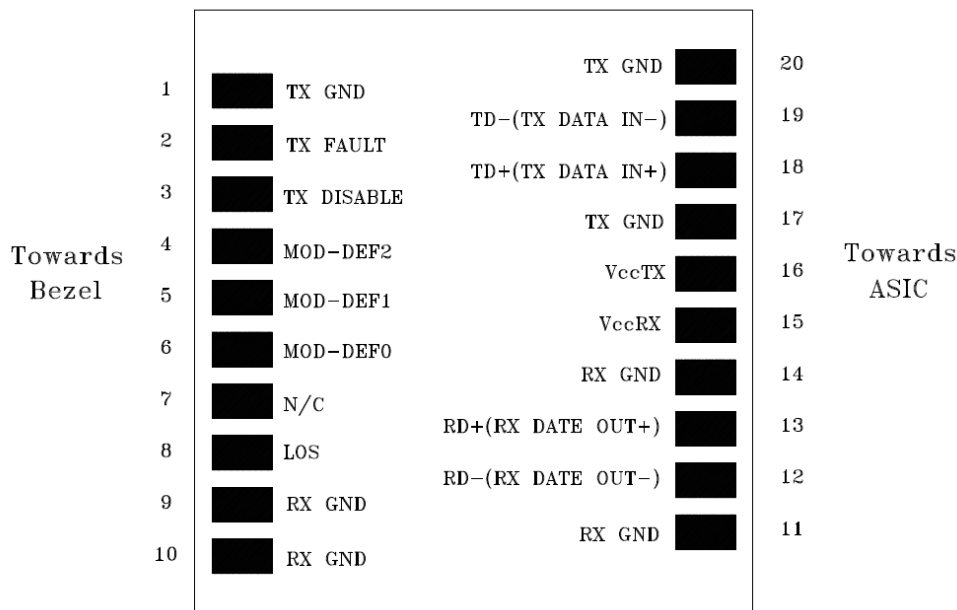 Towards
Bezel
1 TX GND
2 TX FAULT
3 TX DISABLE
4 MOD-DEF2
5 MOD-DEF1
6 MOD-DEF0
7 N/C
8 LOS
9 RX GND
10 RX GND
TX GND 20
TD-(TX DATA IN-) 19
TD+(TX DATA IN+) 18
TX GND 17
VccTX 16
VccRX 15
RX GND 14
RD+(RX DATE OUT+) 13
RD-(RX DATE OUT-) 12
RX GND 11
Towards
ASIC